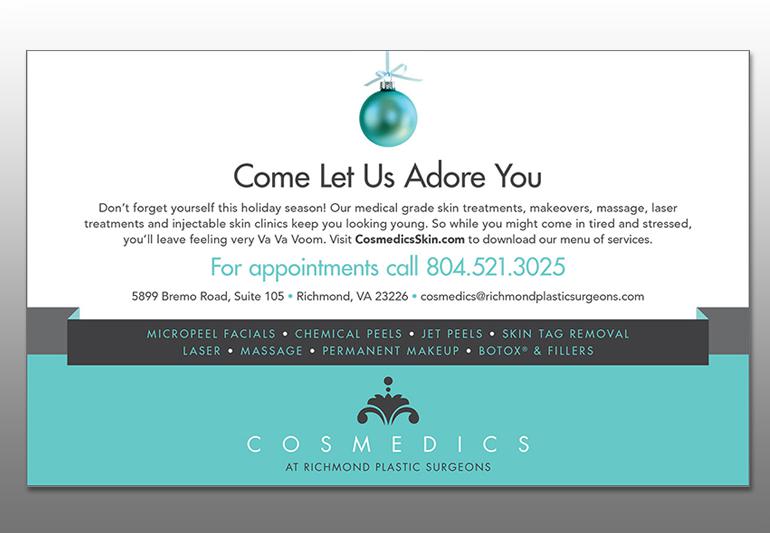 Come Let Us Adore You
Don't forget yourself this holiday season! Our medical grade skin treatments, makeovers, massage, laser
treatments and injectable skin clinics keep you looking young. So while you might come in tired and stressed,
you'll leave feeling very Va Va Voom. Visit CosmedicsSkin.com to download our menu of services.
For appointments call 804.521.3025
5899 Bremo Road, Suite 105 • Richmond, VA 23226 • cosmedics@richmondplasticsurgeons.com
MICROPEEL FACIALS • CHEMICAL PEELS • JET PEELS • SKIN TAG REMOVAL
LASER • MASSAGE • PERMANENT MAKEUP • BOTOX® & FILLERS
COSMEDICS
AT RICHMOND PLASTIC SURGEONS